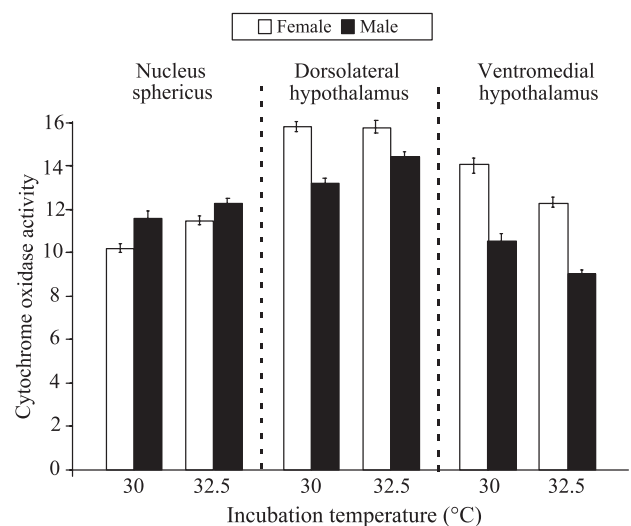 Female Male
Nucleus sphericus
Dorsolateral hypothalamus
Ventromedial hypothalamus
Cytochrome oxidase activity
16
14
12
10
8
6
4
2
0
30 32.5 30 32.5 30 32.5
Incubation temperature (°C)